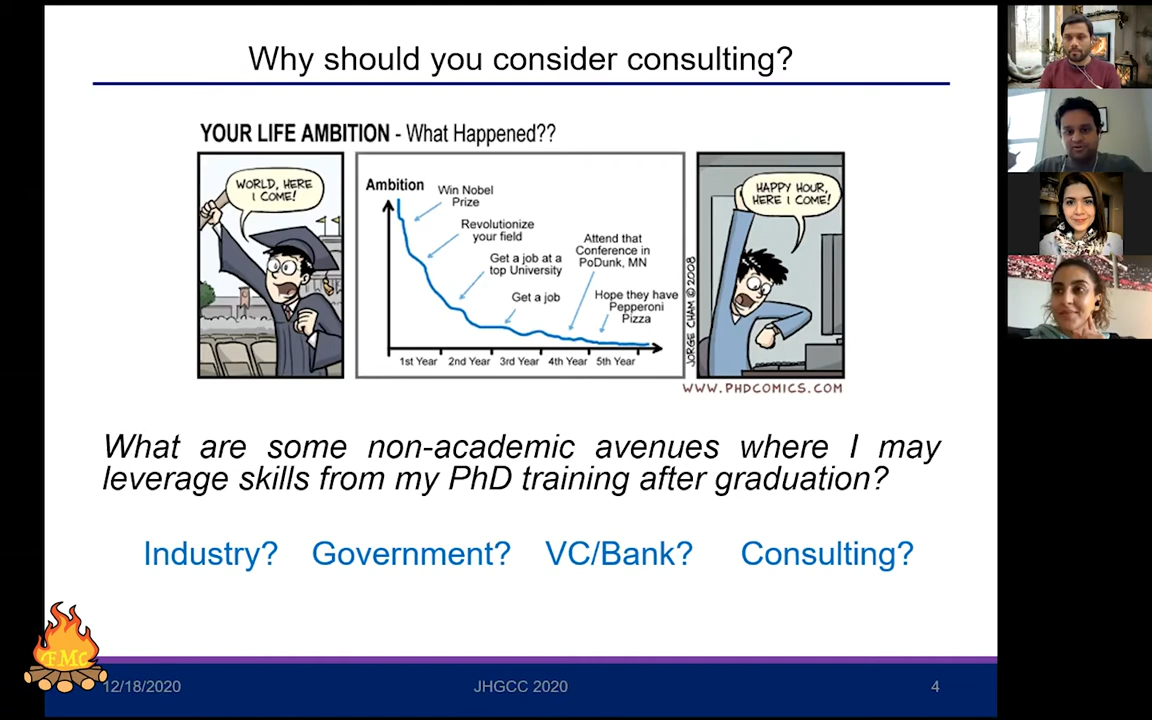 Why should you consider consulting?
YOUR LIFE AMBITION - What Happened??
WORLD, HERE
I COME!
Ambition
Win Nobel
Prize
Revolutionize
your field
Get a job at a
top University
Get a job
Attend that
Conference in
PoDunk, MN
Hope they have
Pepperoni
Pizza
1st Year 2nd Year 3rd Year 4th Year 5th Year
JORGE CHAM © 2008
HAPPY HOUR,
HERE I COME!
WWW.PHDCOMICS.COM
What are some non-academic avenues where I may
leverage skills from my PhD training after graduation?
Industry? Government? VC/Bank? Consulting?
FMC
12/18/2020 JHGCC 2020 4